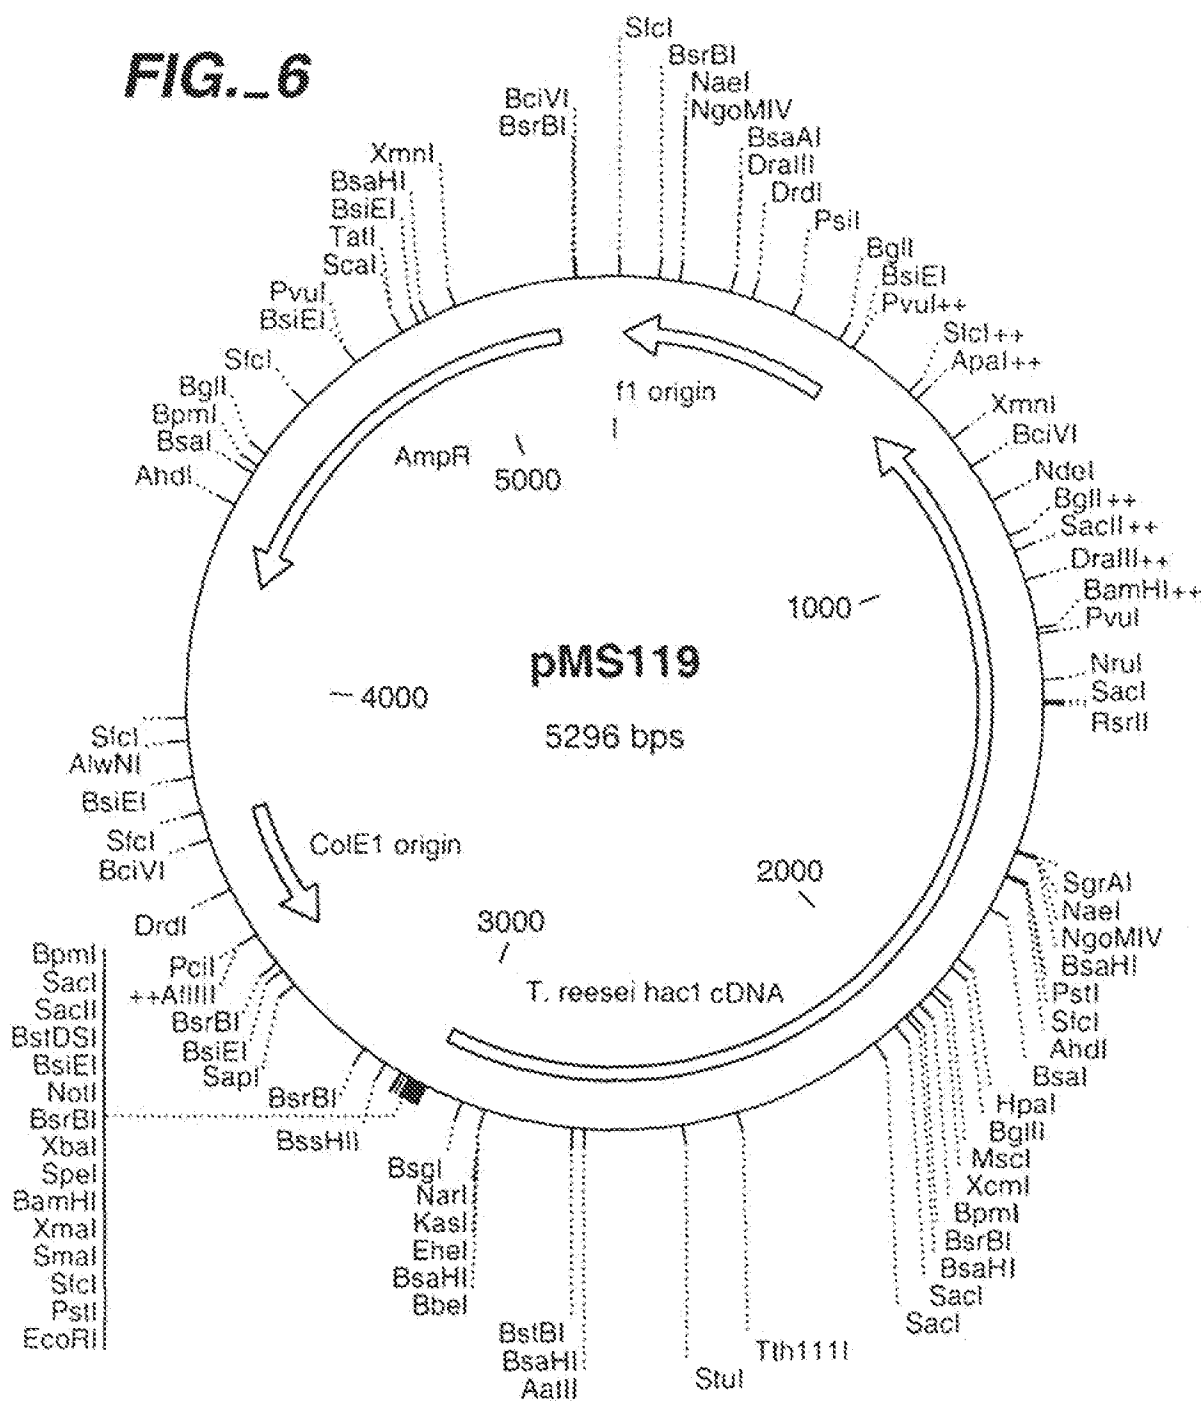 FIG._6
SfcI
BsrBI
NaeI
NgoMIV
BsaAI
DraIII
DrdI
PsiI
BglI
BsiEI
PvuI++
SfcI++
ApaI++
XmnI
BciVI
NdeI
BglI++
SacII++
DraIII++
BamHI++
PvuI
NruI
SacI
RsrII
SgrAI
NaeI
NgoMIV
BsaHI
PstI
SfcI
AhdI
BsaI
HpaI
BglII
MscI
XcmI
BpmI
BsrBI
BsaHI
SacI
SacI
Tth111I
StuI
BstBI
BsaHI
AatII
BsgI
NarI
KasI
EheI
BsaHI
BbeI
BssHII
BsrBI
BpmI
SacI
SacII
BstDSI
BsiEI
NotI
BsrBI
XbaI
SpeI
BamHI
XmaI
SmaI
SfcI
PstI
EcoRI
SapI
BsiEI
BsrBI
++AflIII
PciI
DrdI
BciVI
SfcI
BsiEI
AlwNI
SfcI
AhdI
BsaI
BpmI
BglI
SfcI
BsiEI
PvuI
ScaI
TatI
BsiEI
BsaHI
XmnI
BciVI
BsrBI
f1 origin
AmpR
5000
1000
pMS119
5296 bps
4000
ColE1 origin
2000
3000
T. reesei hac1 cDNA